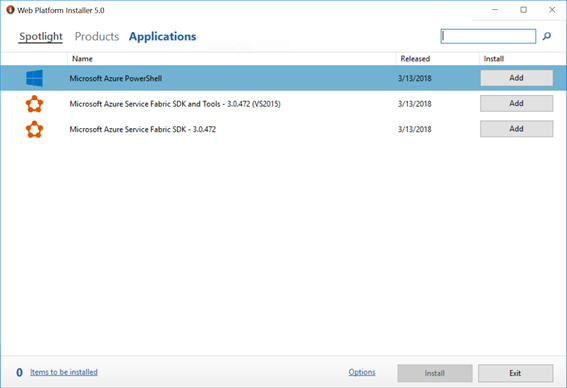 Web Platform Installer 5.0
Spotlight Products Applications
Name Released Install
Microsoft Azure PowerShell 3/13/2018 Add
Microsoft Azure Service Fabric SDK and Tools - 3.0.472 (VS2015) 3/13/2018 Add
Microsoft Azure Service Fabric SDK - 3.0.472 3/13/2018 Add
0 Items to be installed Options Install Exit